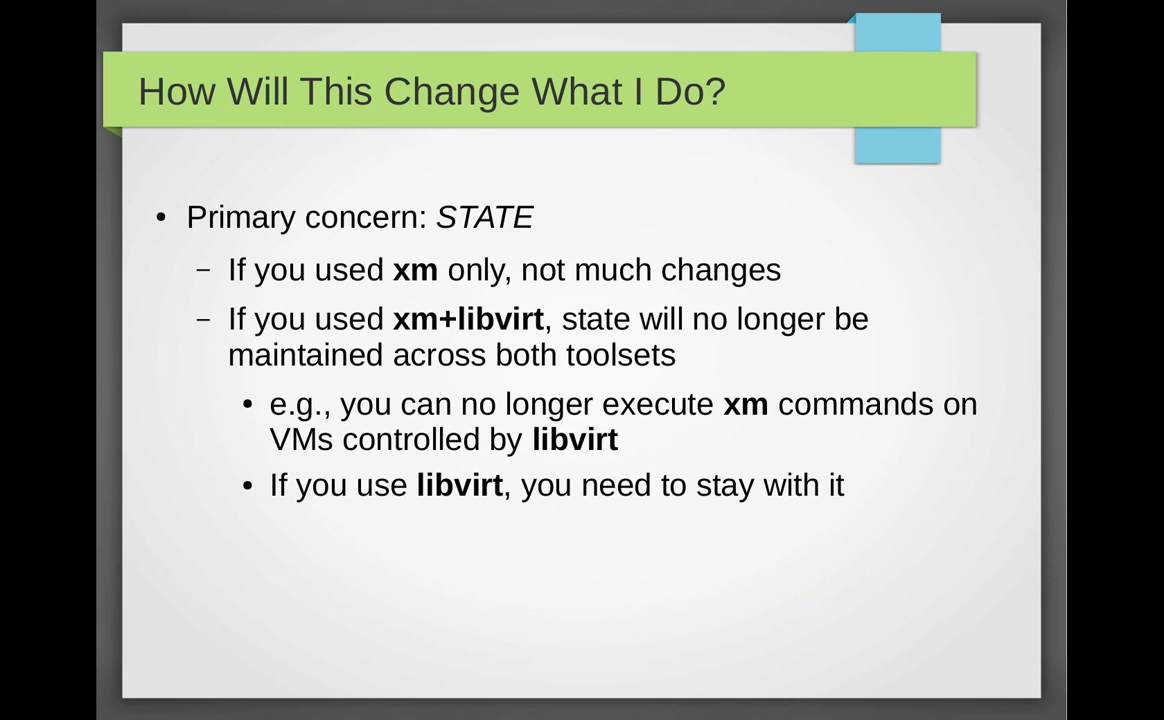 How Will This Change What I Do?
● Primary concern: STATE
– If you used xm only, not much changes
– If you used xm+libvirt, state will no longer be
maintained across both toolsets
● e.g., you can no longer execute xm commands on
VMs controlled by libvirt
● If you use libvirt, you need to stay with it